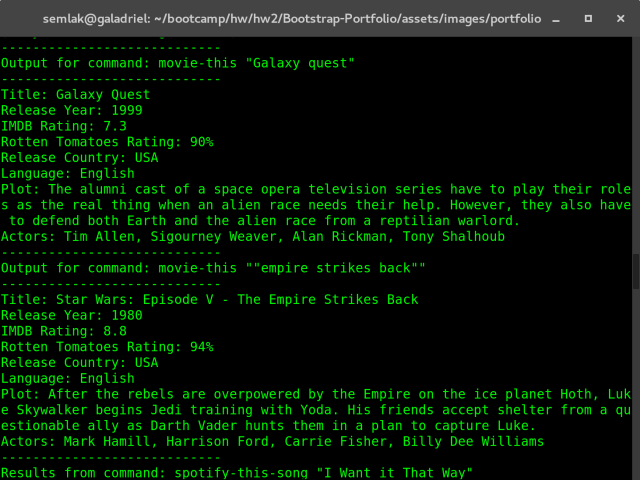 semlak@galadriel: ~/bootcamp/hw/hw2/Bootstrap-Portfolio/assets/images/portfolio
----------------------------
Output for command: movie-this "Galaxy quest"
----------------------------
Title: Galaxy Quest
Release Year: 1999
IMDB Rating: 7.3
Rotten Tomatoes Rating: 90%
Release Country: USA
Language: English
Plot: The alumni cast of a space opera television series have to play their role
s as the real thing when an alien race needs their help. However, they also have
 to defend both Earth and the alien race from a reptilian warlord.
Actors: Tim Allen, Sigourney Weaver, Alan Rickman, Tony Shalhoub
----------------------------
Output for command: movie-this ""empire strikes back""
----------------------------
Title: Star Wars: Episode V - The Empire Strikes Back
Release Year: 1980
IMDB Rating: 8.8
Rotten Tomatoes Rating: 94%
Release Country: USA
Language: English
Plot: After the rebels are overpowered by the Empire on the ice planet Hoth, Luk
e Skywalker begins Jedi training with Yoda. His friends accept shelter from a qu
estionable ally as Darth Vader hunts them in a plan to capture Luke.
Actors: Mark Hamill, Harrison Ford, Carrie Fisher, Billy Dee Williams
----------------------------
Results from command: spotify-this-song "I Want it That Way"